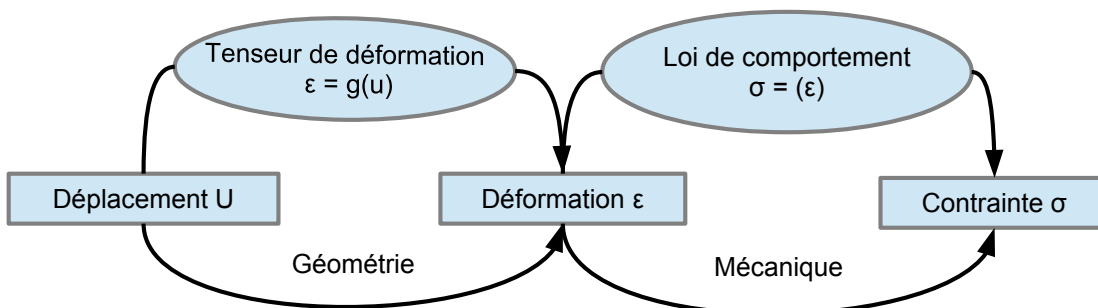 Tenseur de déformation
ε = g(u)
Loi de comportement
σ = (ε)
Déplacement U
Déformation ε
Contrainte σ
Géométrie
Mécanique